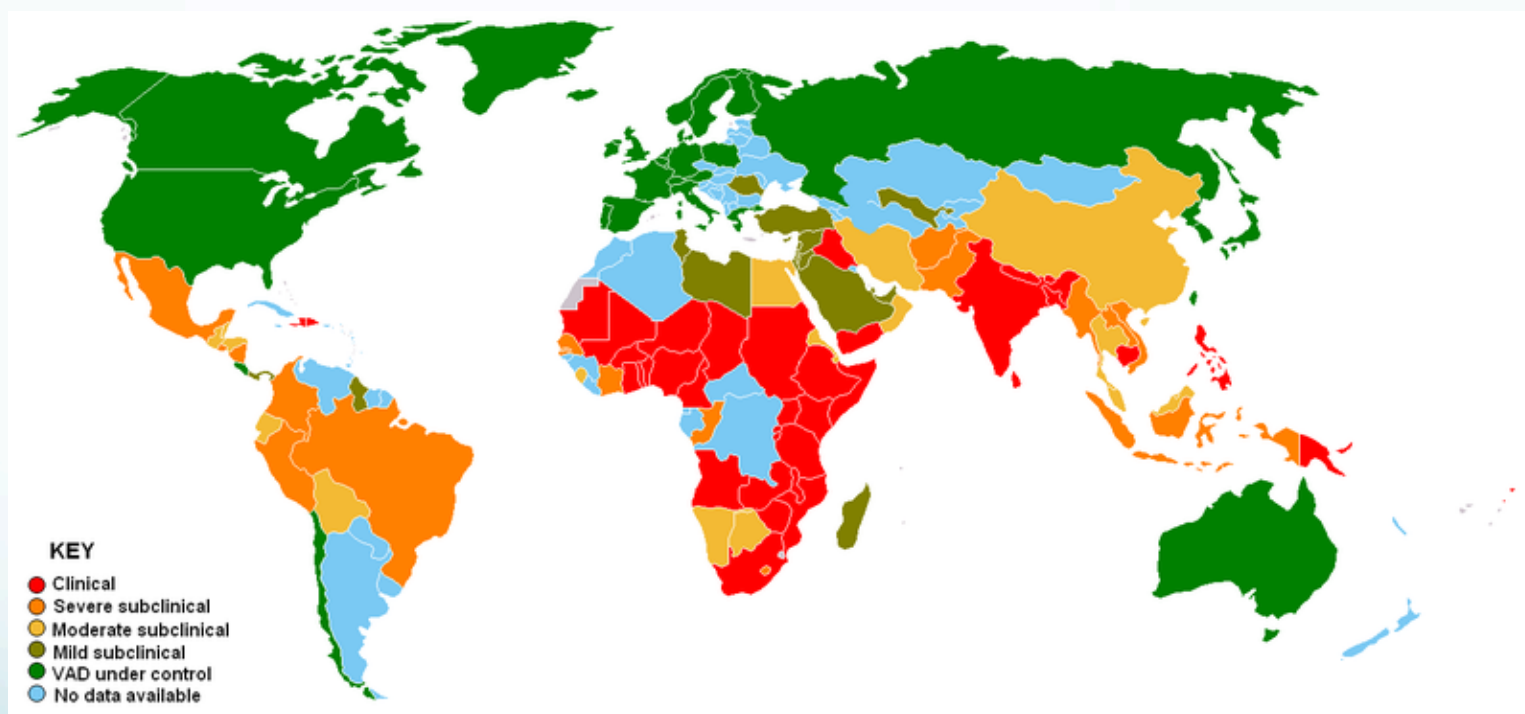 KEY
Clinical
Severe subclinical
Moderate subclinical
Mild subclinical
VAD under control
No data available